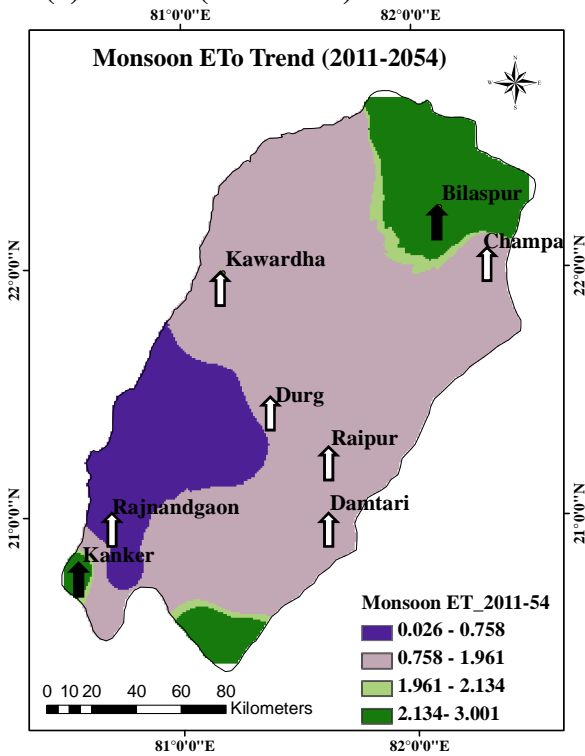 81°0'0"E 82°0'0"E
Monsoon ETo Trend (2011-2054)
N
W E
S
Bilaspur
Champa
Kawardha
22°0'0"N 22°0'0"N
Durg
Raipur
Rajnandgaon Damtari
21°0'0"N 21°0'0"N
Kanker
Monsoon ET_2011-54
0.026 - 0.758
0.758 - 1.961
1.961 - 2.134
2.134- 3.001
0 10 20 40 60 80
Kilometers
81°0'0"E 82°0'0"E